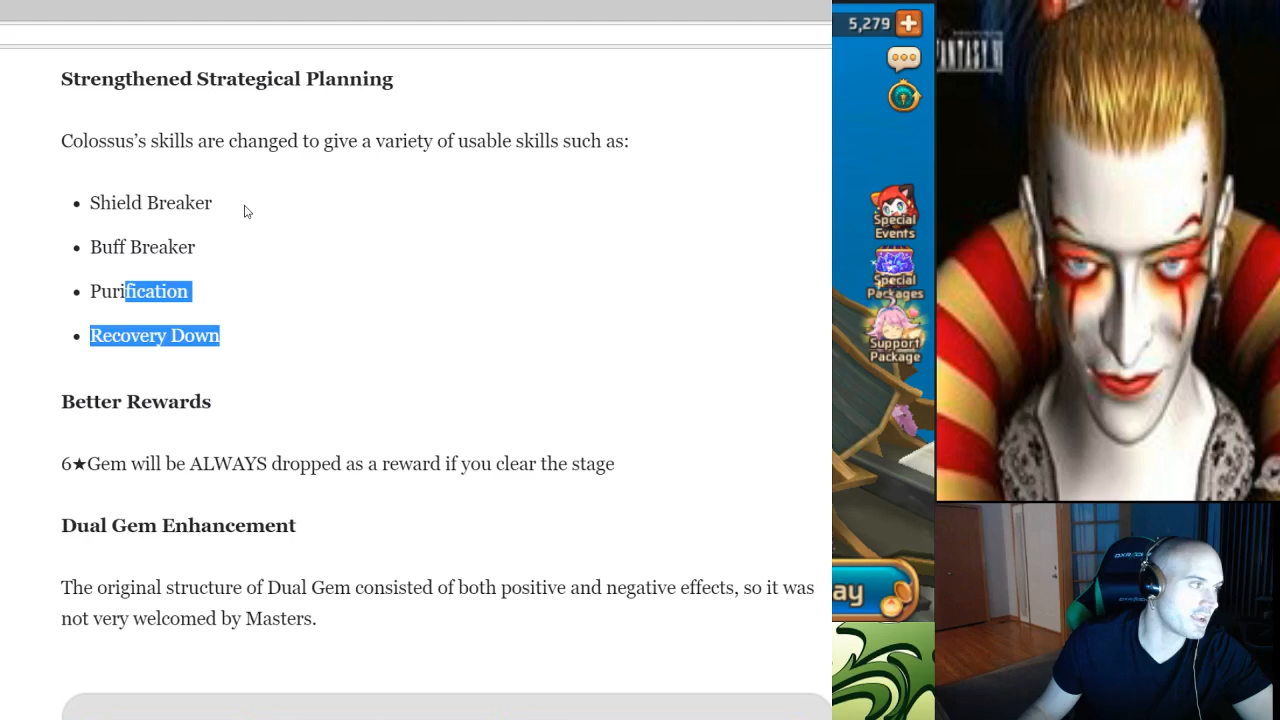 Strengthened Strategical Planning
Colossus’s skills are changed to give a variety of usable skills such as:
• Shield Breaker
• Buff Breaker
• Purification
• Recovery Down
Better Rewards
6★Gem will be ALWAYS dropped as a reward if you clear the stage
Dual Gem Enhancement
The original structure of Dual Gem consisted of both positive and negative effects, so it was
not very welcomed by Masters.
5,279
Special
Events
Special
Packages
Support
Package
ay
FANTASY VI